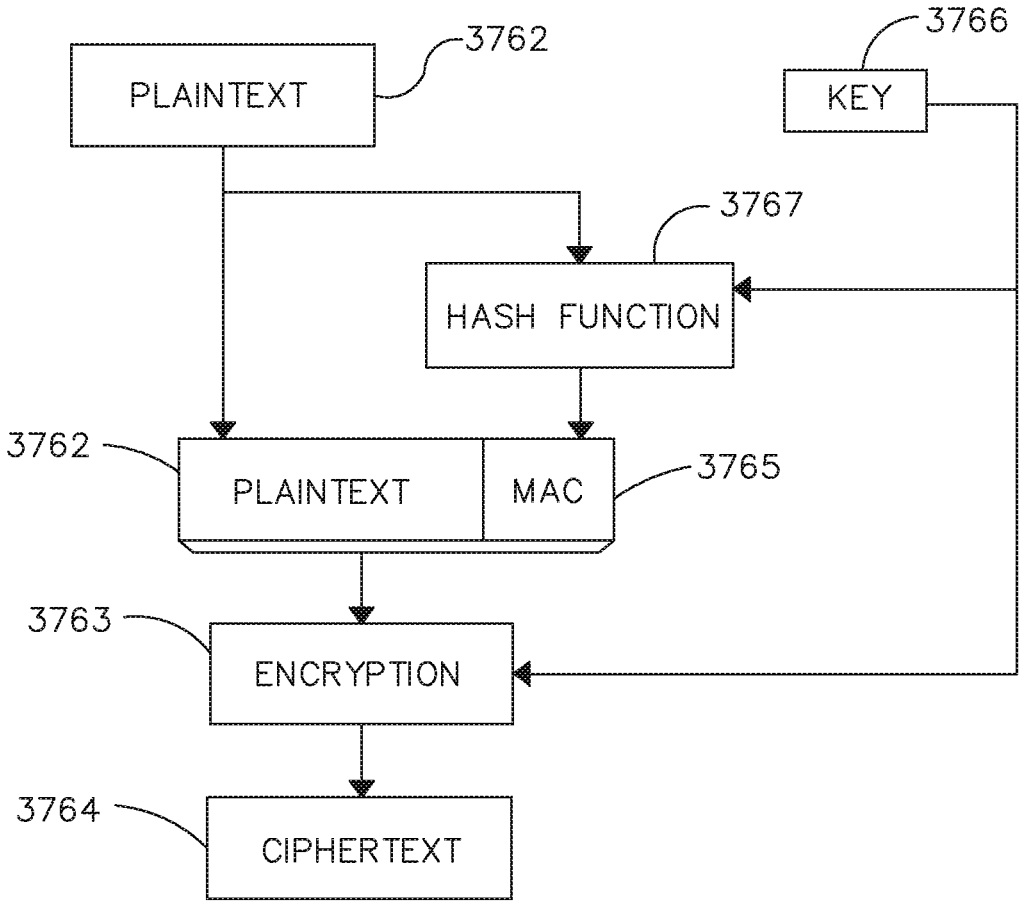 3762
3766
PLAINTEXT
KEY
3767
HASH FUNCTION
3762
3765
PLAINTEXT
MAC
3763
ENCRYPTION
3764
CIPHERTEXT